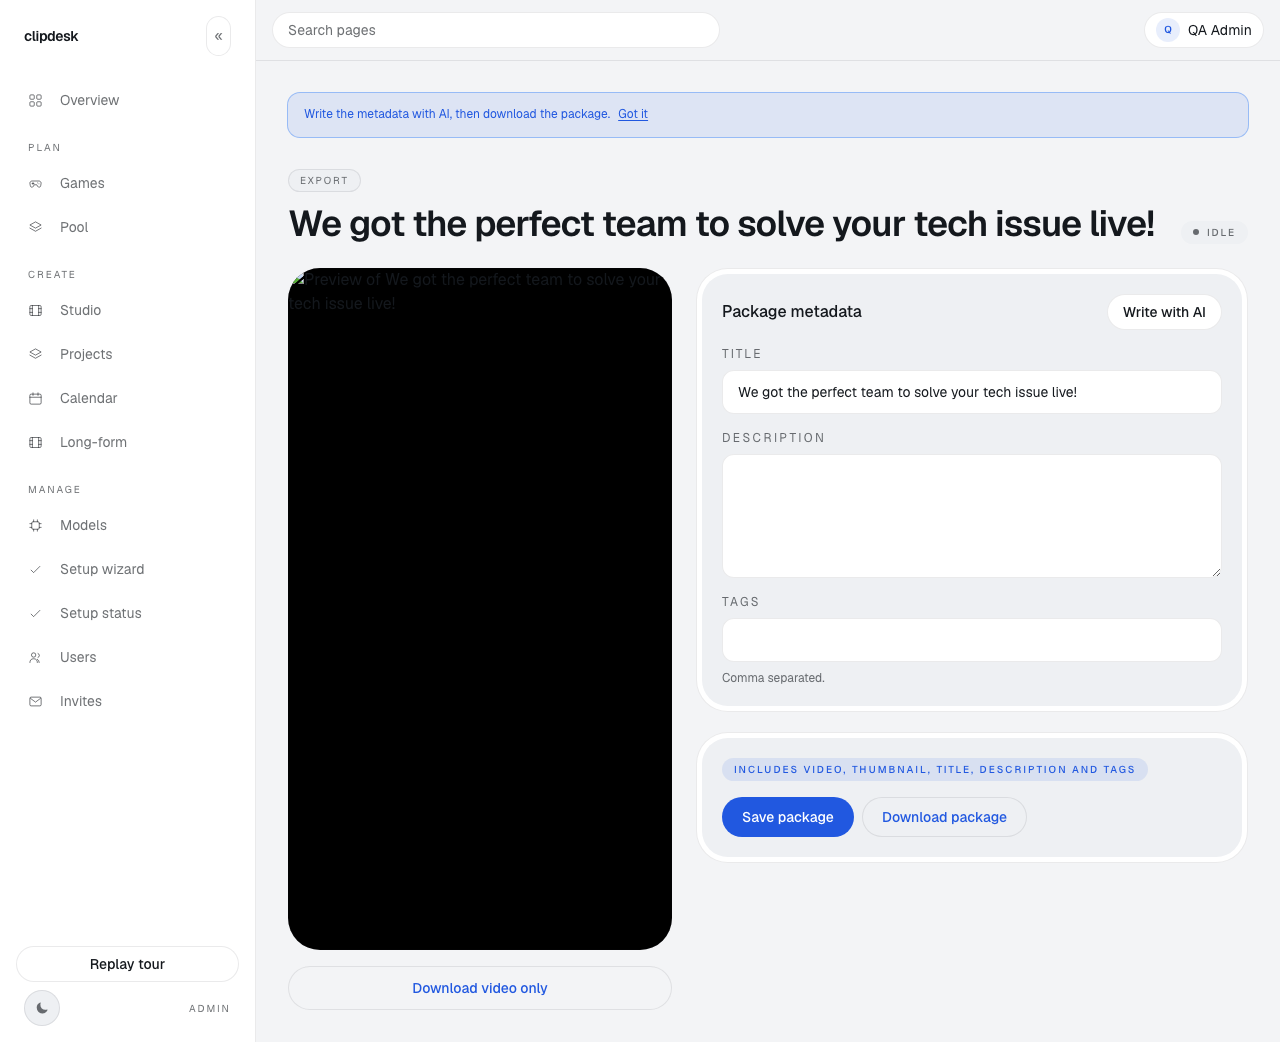 clipdesk
«
Overview
PLAN
Games
Pool
CREATE
Studio
Projects
Calendar
Long-form
MANAGE
Models
Setup wizard
Setup status
Users
Invites
Replay tour
ADMIN
Search pages
Q QA Admin
Write the metadata with AI, then download the package. Got it
EXPORT
We got the perfect team to solve your tech issue live!
IDLE
Preview of We got the perfect team to solve your
tech issue live!
Download video only
Package metadata
Write with AI
TITLE
We got the perfect team to solve your tech issue live!
DESCRIPTION
TAGS
Comma separated.
INCLUDES VIDEO, THUMBNAIL, TITLE, DESCRIPTION AND TAGS
Save package
Download package